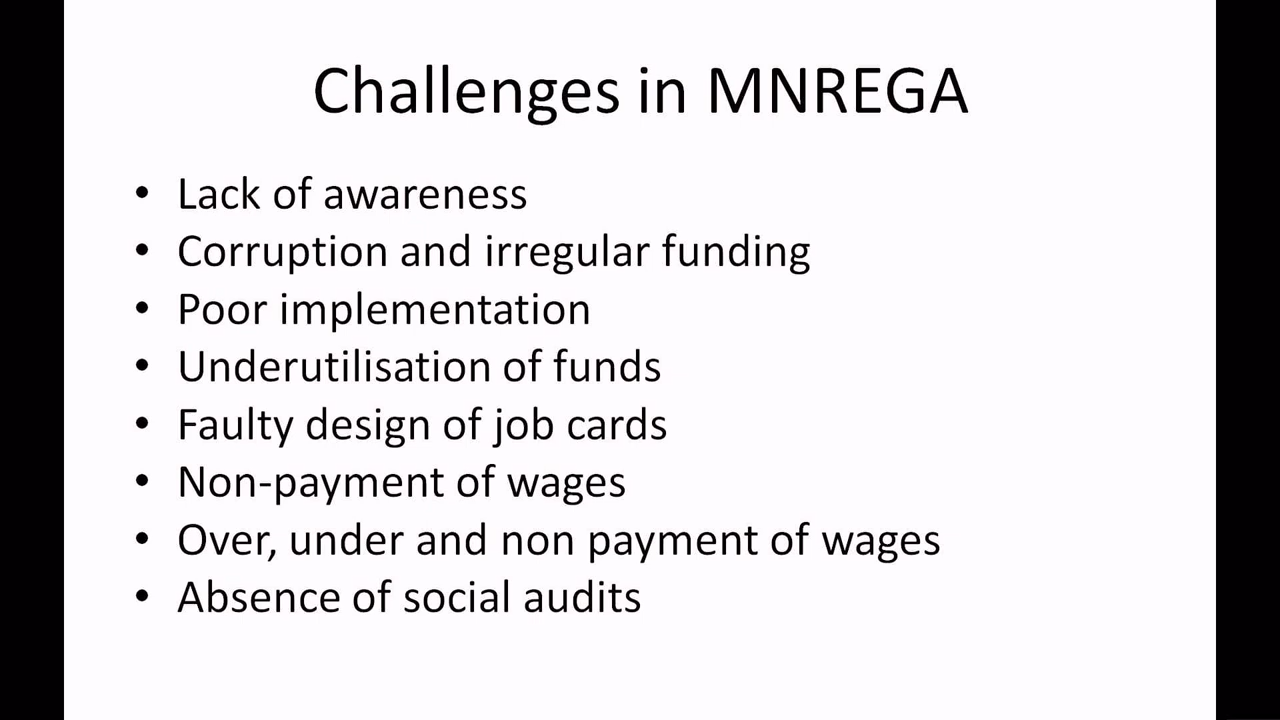 Challenges in MNREGA
• Lack of awareness
• Corruption and irregular funding
• Poor implementation
• Underutilisation of funds
• Faulty design of job cards
• Non-payment of wages
• Over, under and non payment of wages
• Absence of social audits